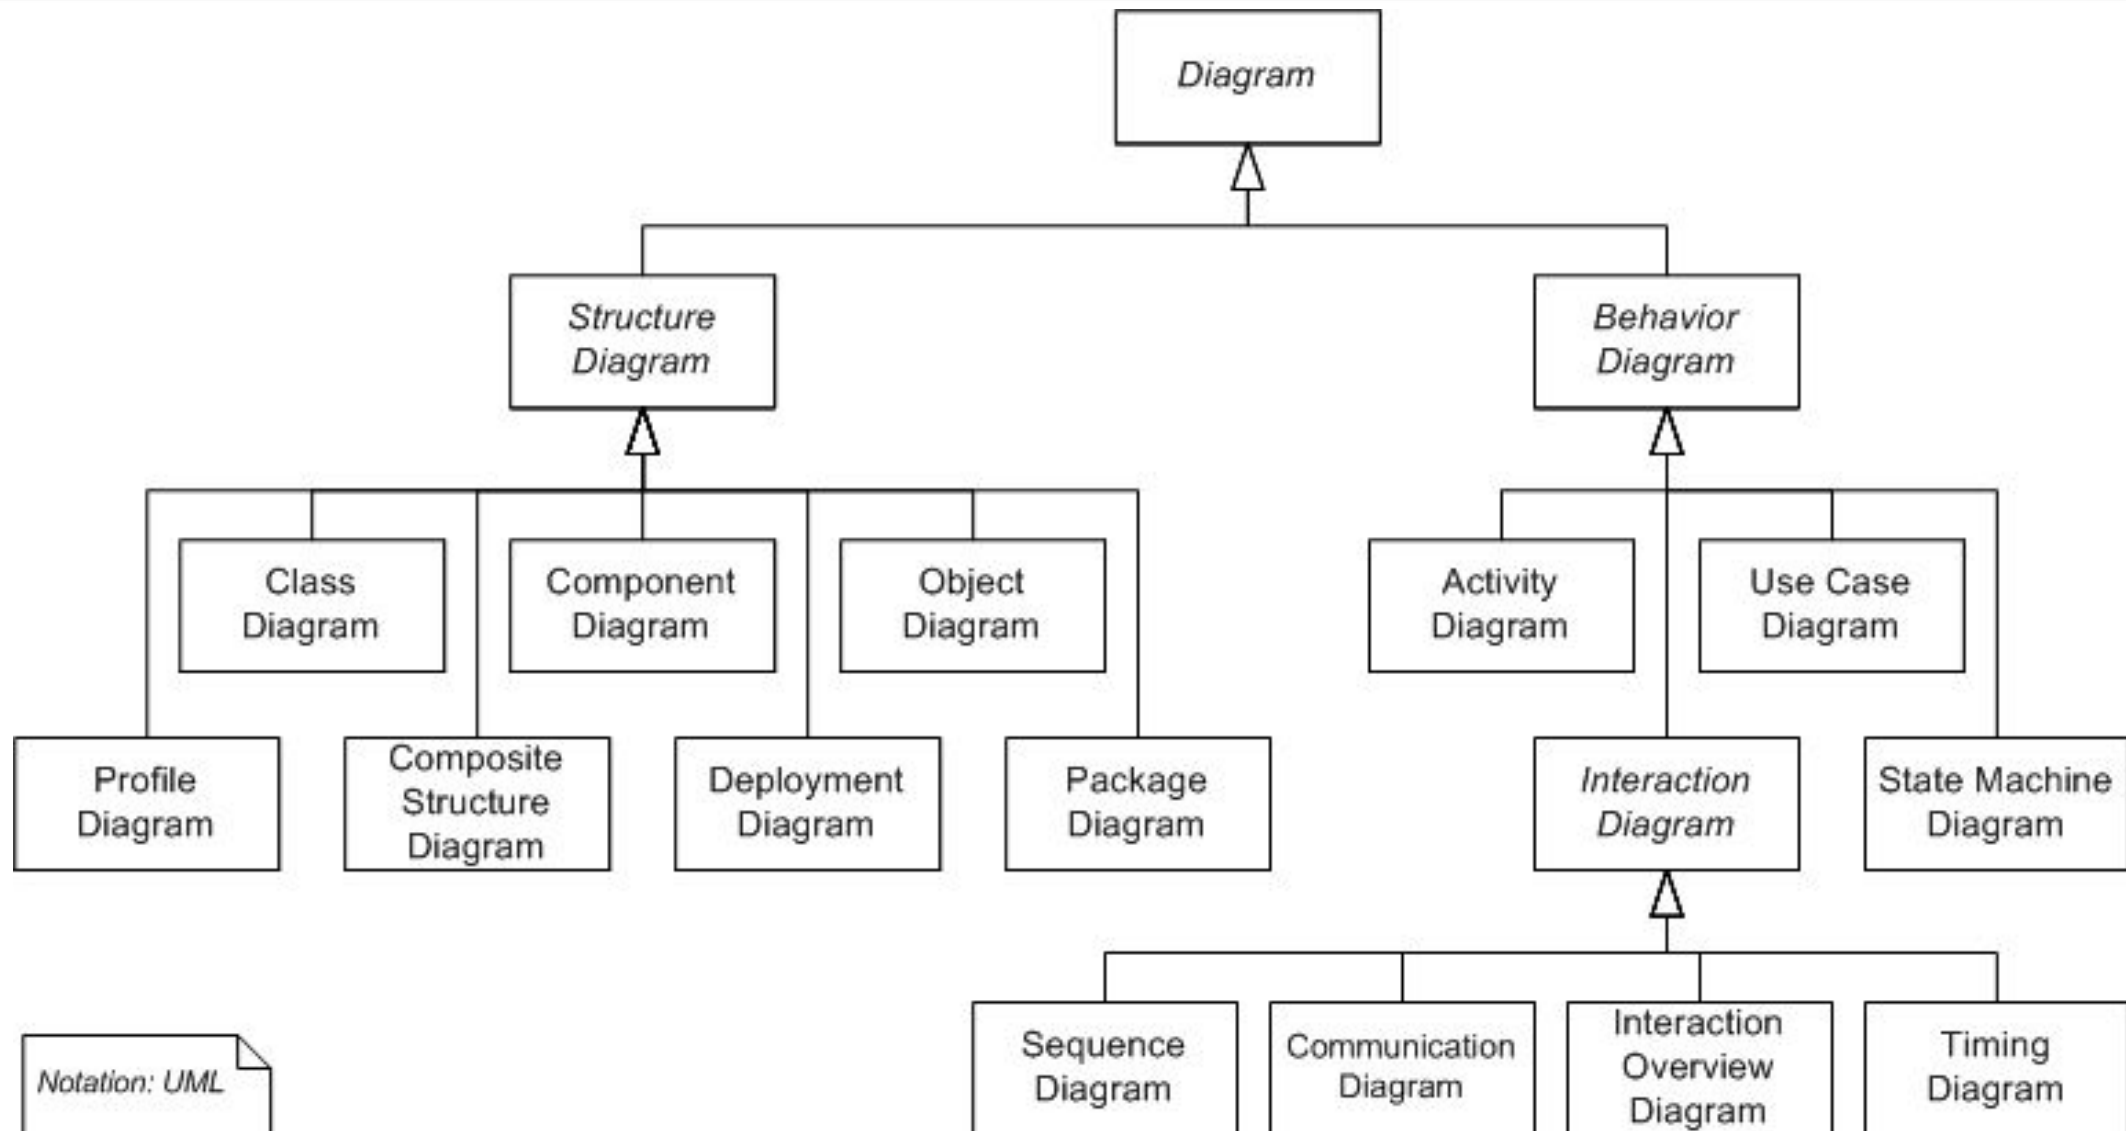 Diagram
Structure
Diagram
Behavior
Diagram
Class
Diagram
Component
Diagram
Object
Diagram
Activity
Diagram
Use Case
Diagram
Profile
Diagram
Composite
Structure
Diagram
Deployment
Diagram
Package
Diagram
Interaction
Diagram
State Machine
Diagram
Sequence
Diagram
Communication
Diagram
Interaction
Overview
Diagram
Timing
Diagram
Notation: UML